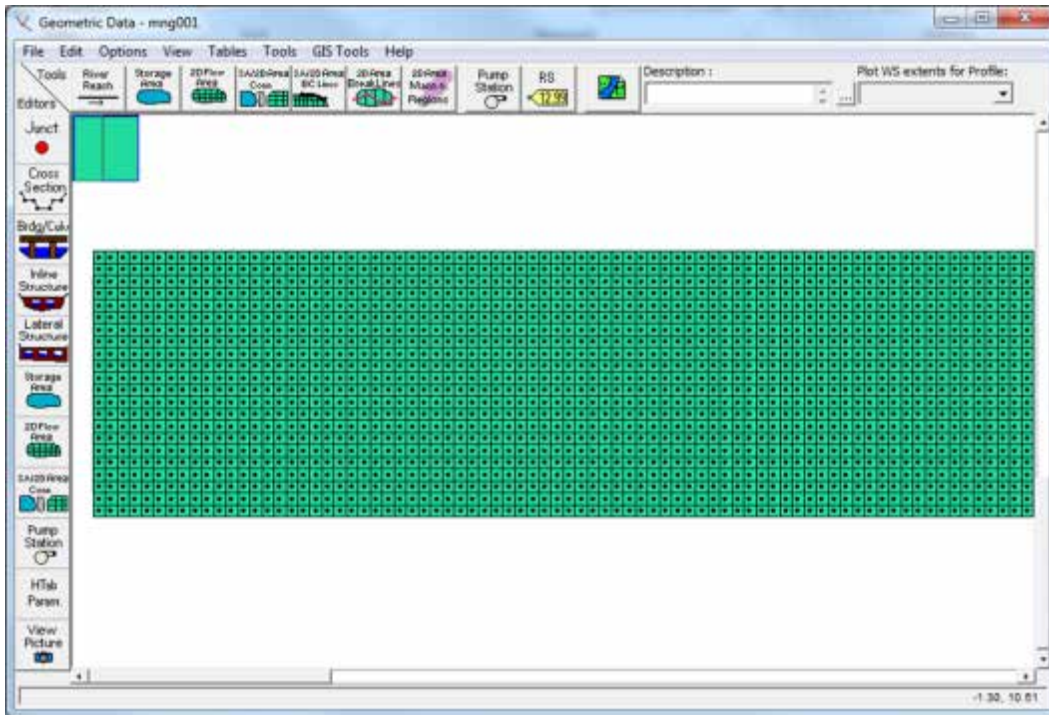 Geometric Data - mng001
File Edit Options View Tables Tools GIS Tools Help
Tools
Editors
River
Reach
Storage
Area
2D Flow
Area
SA/2D Area
Conn
SA/2D Area
BC Lines
2D Area
BreakLines
2D Area
Mann n
Regions
Pump
Station
RS
12.99
Description :
...
Plot WS extents for Profile:
Junct
Cross
Section
Brdg/Culv
Inline
Structure
Lateral
Structure
Storage
Area
2D Flow
Area
SA/2D Area
Conn
Pump
Station
HTab
Param.
View
Picture
-1.30, 10.61